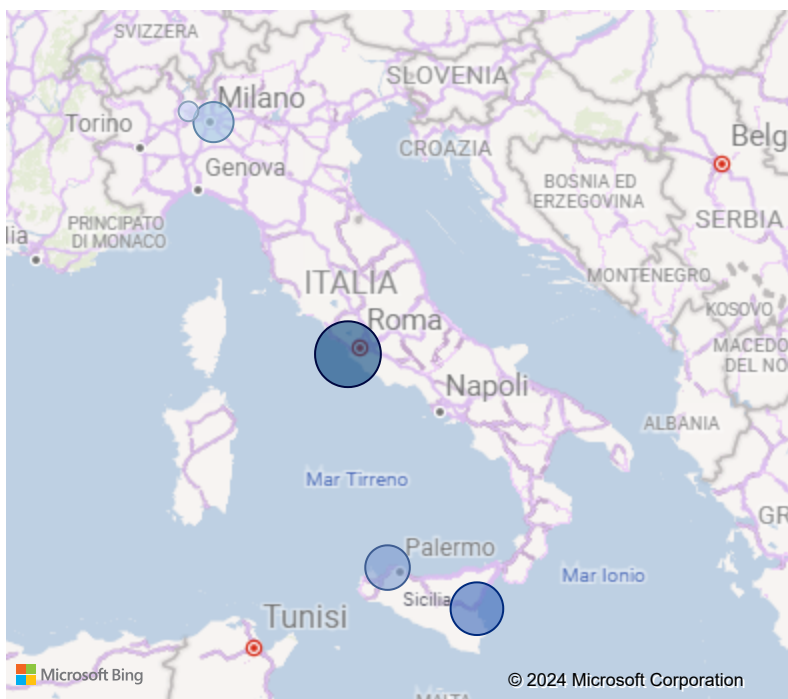 SVIZZERA
SLOVENIA
Milano
Torino
CROAZIA
Belg
Genova
BOSNIA ED
ERZEGOVINA
PRINCIPATO
DI MONACO
lia
SERBIA
ITALIA
MONTENEGRO
KOSOVO
Roma
MACEDO
DEL NO
Napoli
ALBANIA
Mar Tirreno
GR
Palermo
Mar Ionio
Sicilia
Tunisi
Microsoft Bing
© 2024 Microsoft Corporation
MALTA